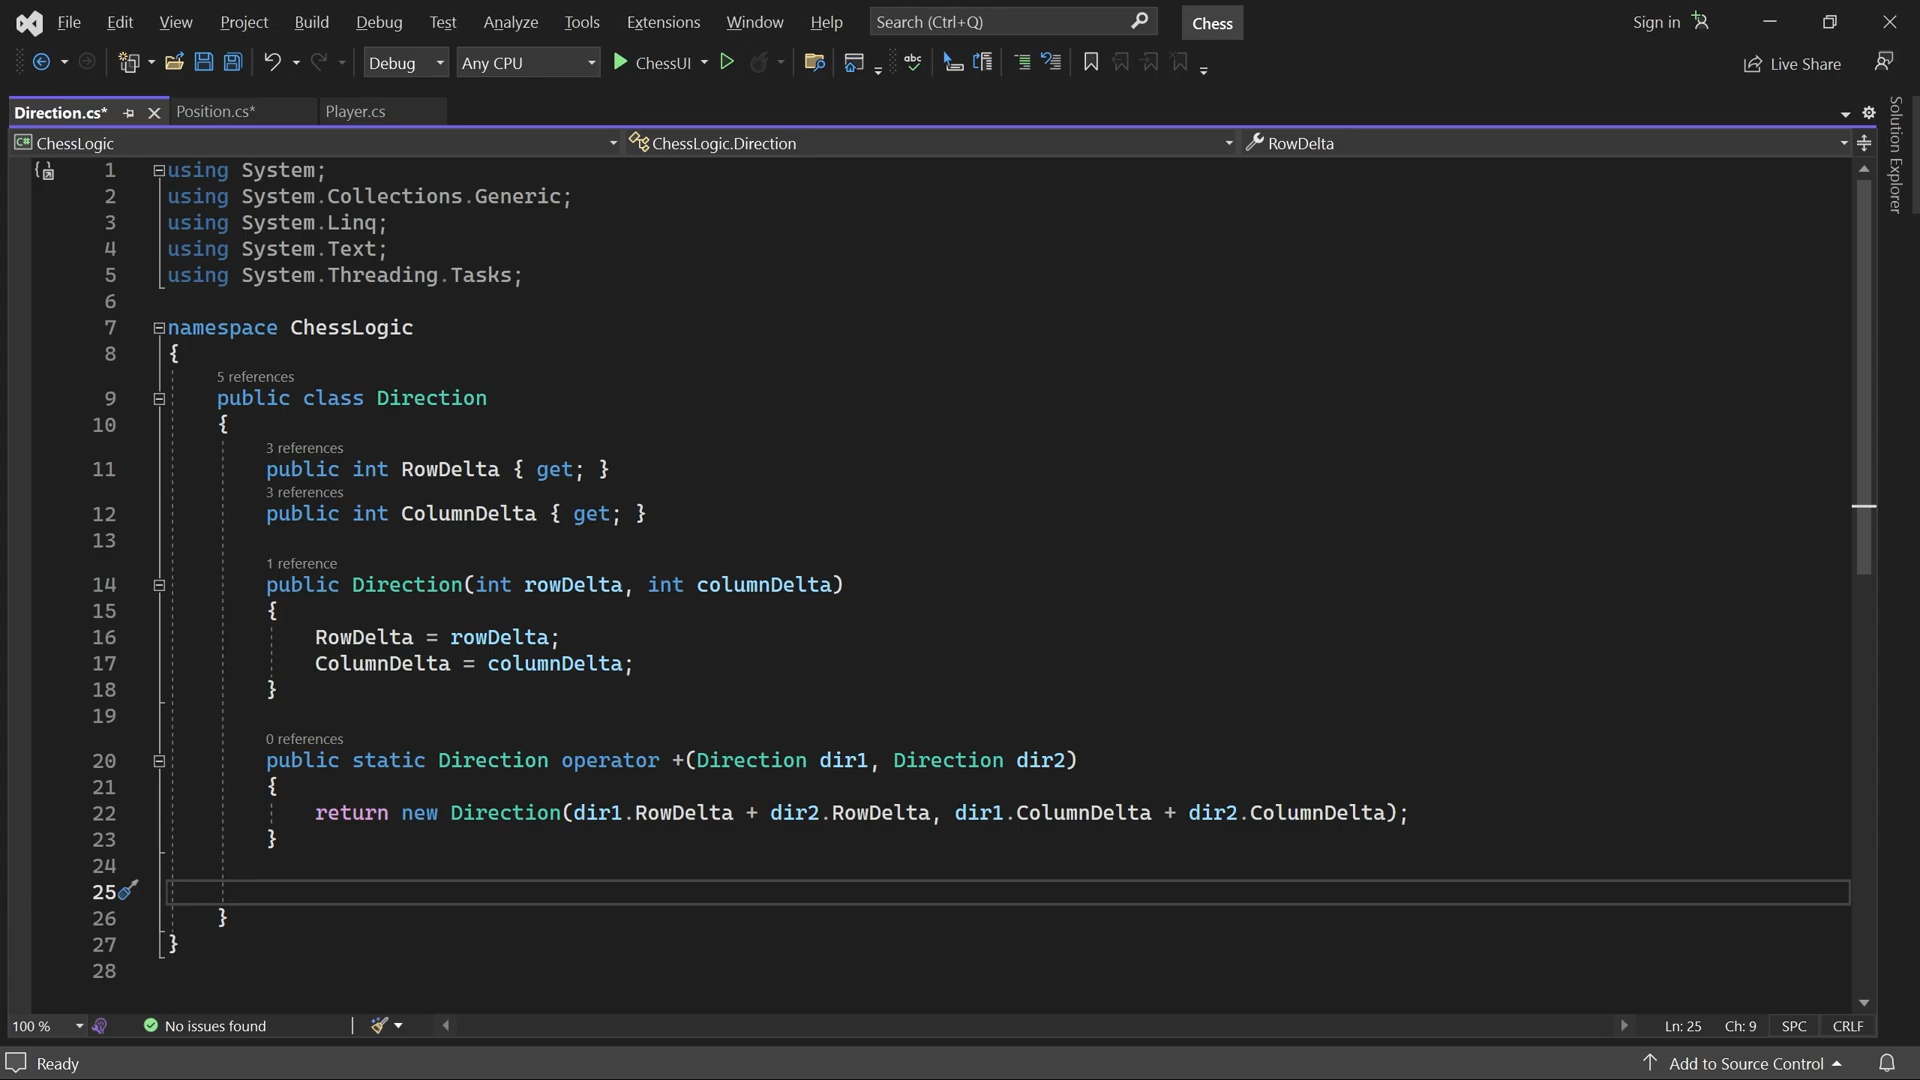 File Edit View Project Build Debug Test Analyze Tools Extensions Window Help Search (Ctrl+Q) Chess Sign in
Debug Any CPU ChessUI abc Live Share
Direction.cs* Position.cs* Player.cs
C# ChessLogic ChessLogic.Direction RowDelta
Solution Explorer
1 using System;
2 using System.Collections.Generic;
3 using System.Linq;
4 using System.Text;
5 using System.Threading.Tasks;
6
7 namespace ChessLogic
8 {
5 references
9 public class Direction
10 {
3 references
11 public int RowDelta { get; }
3 references
12 public int ColumnDelta { get; }
13
1 reference
14 public Direction(int rowDelta, int columnDelta)
15 {
16 RowDelta = rowDelta;
17 ColumnDelta = columnDelta;
18 }
19
0 references
20 public static Direction operator +(Direction dir1, Direction dir2)
21 {
22 return new Direction(dir1.RowDelta + dir2.RowDelta, dir1.ColumnDelta + dir2.ColumnDelta);
23 }
24
25
26 }
27 }
28
100 % No issues found Ln: 25 Ch: 9 SPC CRLF
Ready Add to Source Control